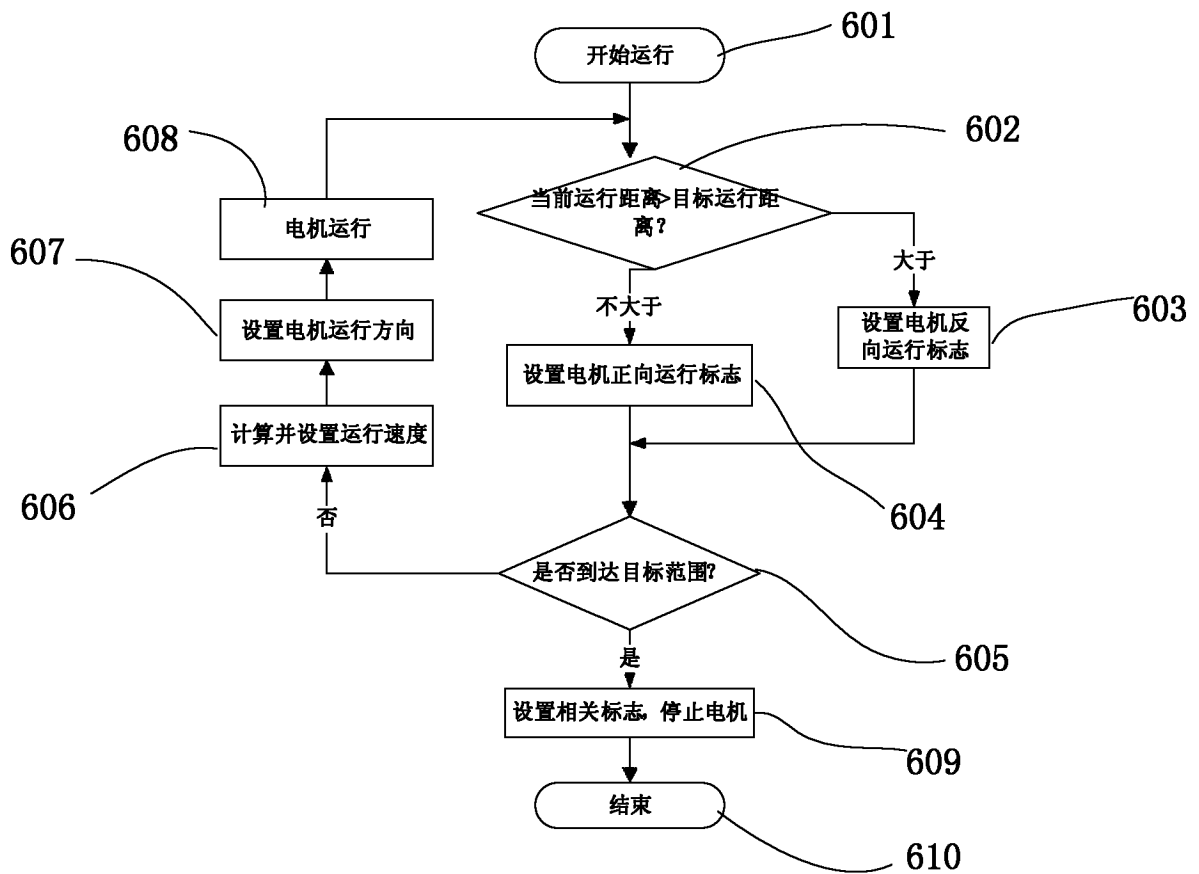 开始运行
601
602
当前运行距离>目标运行距
离?
608
电机运行
607
大于
不大于
设置电机运行方向
设置电机反
向运行标志
603
设置电机正向运行标志
计算并设置运行速度
606
604
否
是否到达目标范围?
605
是
设置相关标志,停止电机
609
结束
610